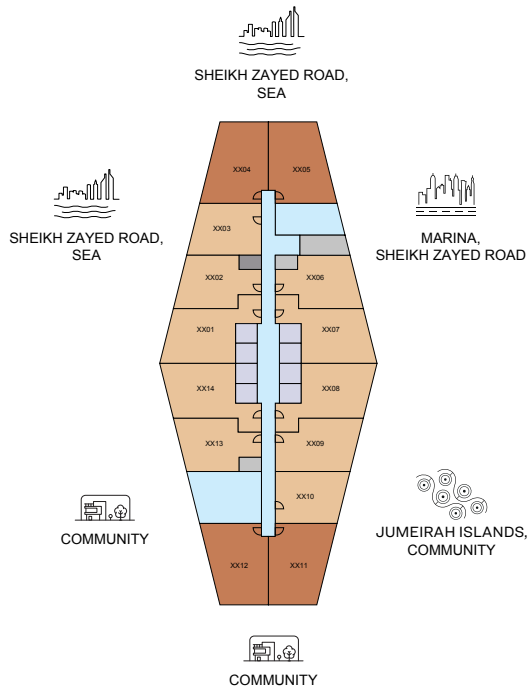 SHEIKH ZAYED ROAD,
SEA
XX04
XX05
SHEIKH ZAYED ROAD,
SEA
MARINA,
SHEIKH ZAYED ROAD
XX03
XX02
XX06
XX01
XX07
XX14
XX08
XX13
XX09
XX10
COMMUNITY
JUMEIRAH ISLANDS,
COMMUNITY
XX12
XX11
COMMUNITY